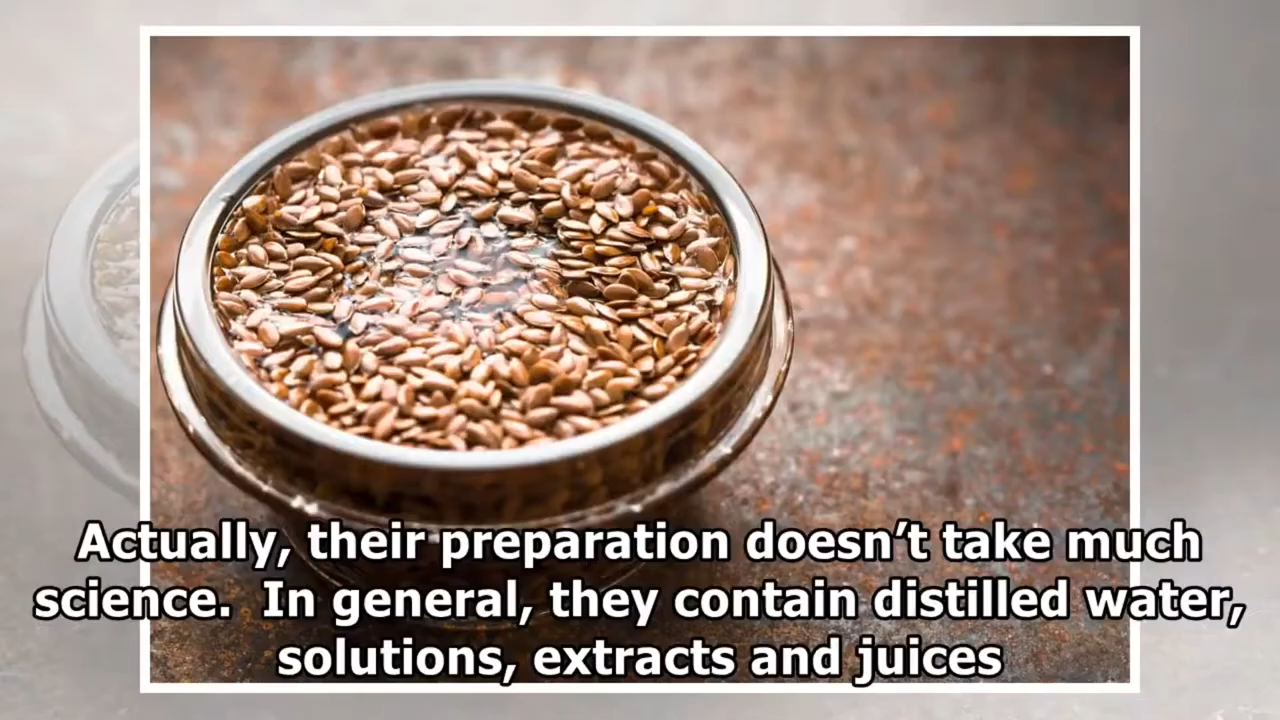 Actually, their preparation doesn’t take much
science.  In general, they contain distilled water,
solutions, extracts and juices